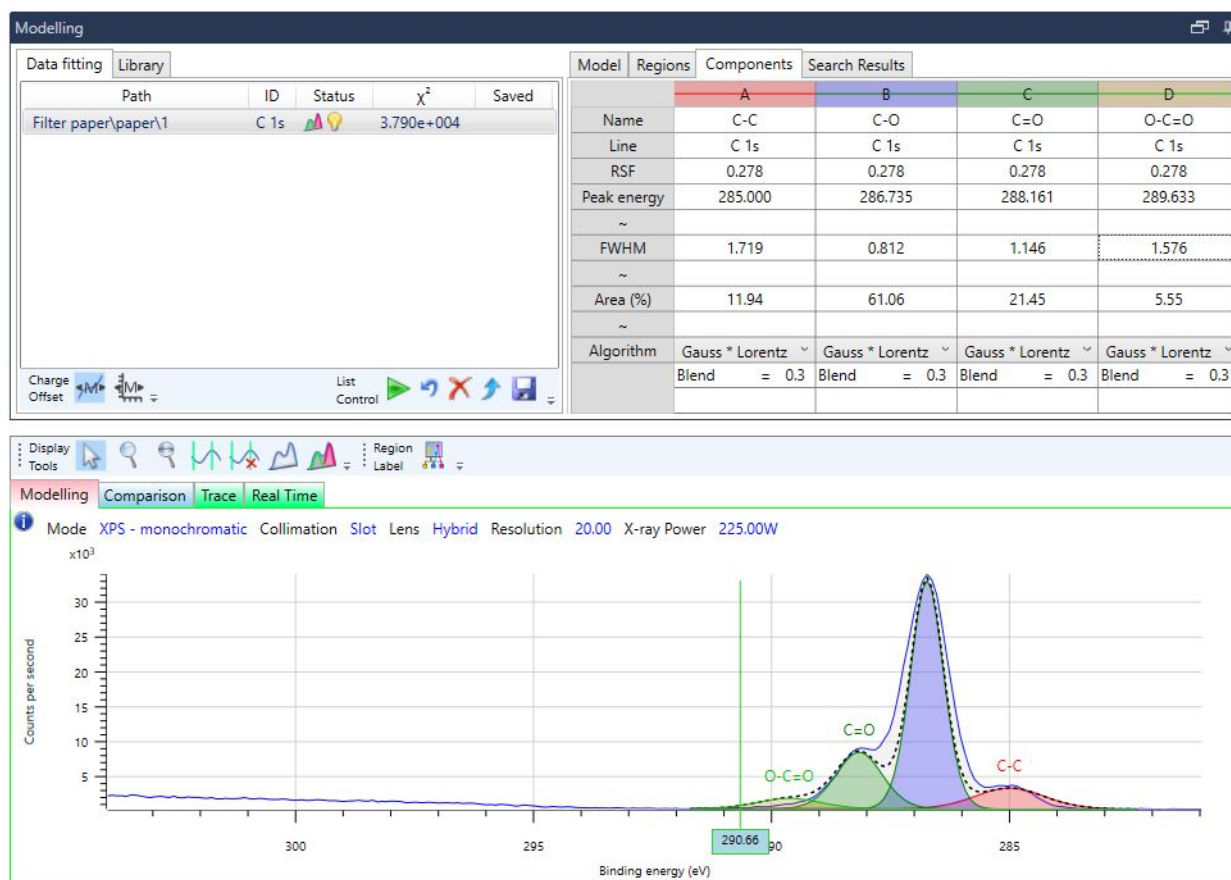 Modelling
Data fitting Library
Path ID Status χ² Saved
Filter paper\paper\1 C 1s 3.790e+004
Charge Offset M M List Control
Model Regions Components Search Results
A B C D
Name C-C C-O C=O O-C=O
Line C 1s C 1s C 1s C 1s
RSF 0.278 0.278 0.278 0.278
Peak energy 285.000 286.735 288.161 289.633
~
FWHM 1.719 0.812 1.146 1.576
~
Area (%) 11.94 61.06 21.45 5.55
~
Algorithm Gauss * Lorentz Gauss * Lorentz Gauss * Lorentz Gauss * Lorentz
Blend = 0.3 Blend = 0.3 Blend = 0.3 Blend = 0.3
Display Tools Region Label
Modelling Comparison Trace Real Time
Mode XPS - monochromatic Collimation Slot Lens Hybrid Resolution 20.00 X-ray Power 225.00W
x10³
30
25
20
15
10
5
Counts per second
C=O
O-C=O
C-C
290.66
300 295 90 285
Binding energy (eV)